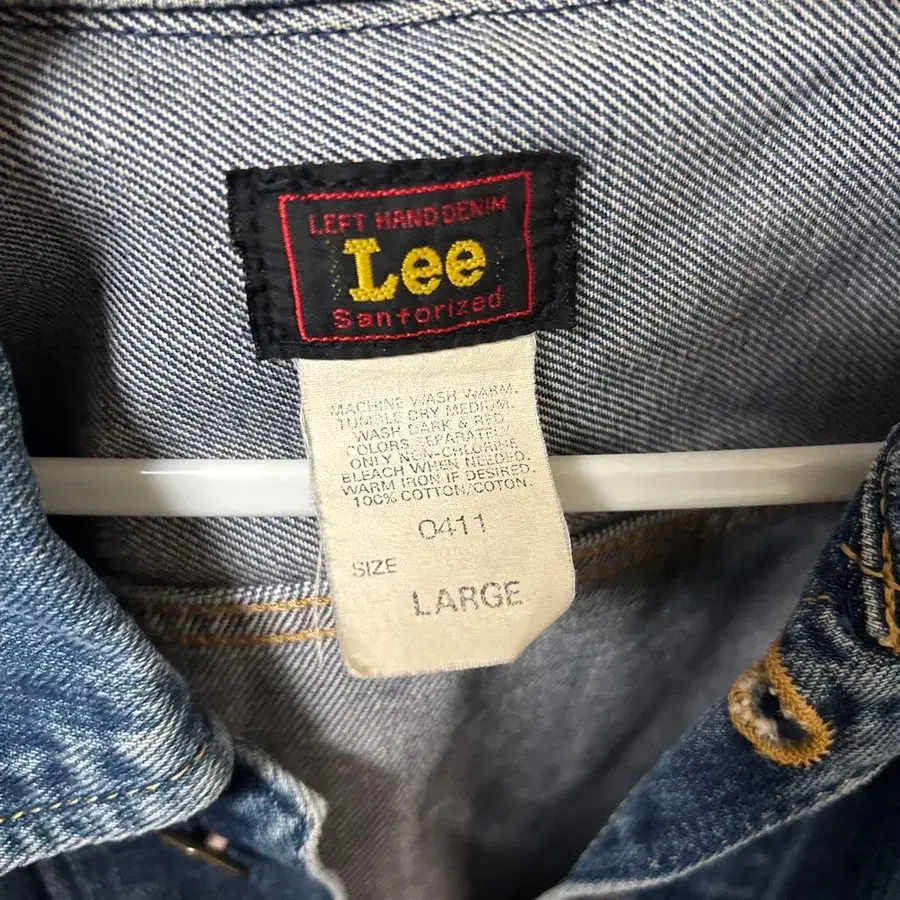 LEFT HAND DENIM
Lee
Sanforized
MACHINE WASH WARM.
TUMBLE DRY MEDIUM.
WASH DARK & RED
COLORS SEPARATELY
ONLY NON-CHLORINE
BLEACH WHEN NEEDED.
WARM IRON IF DESIRED.
100% COTTON/COTON.
0411
SIZE
LARGE